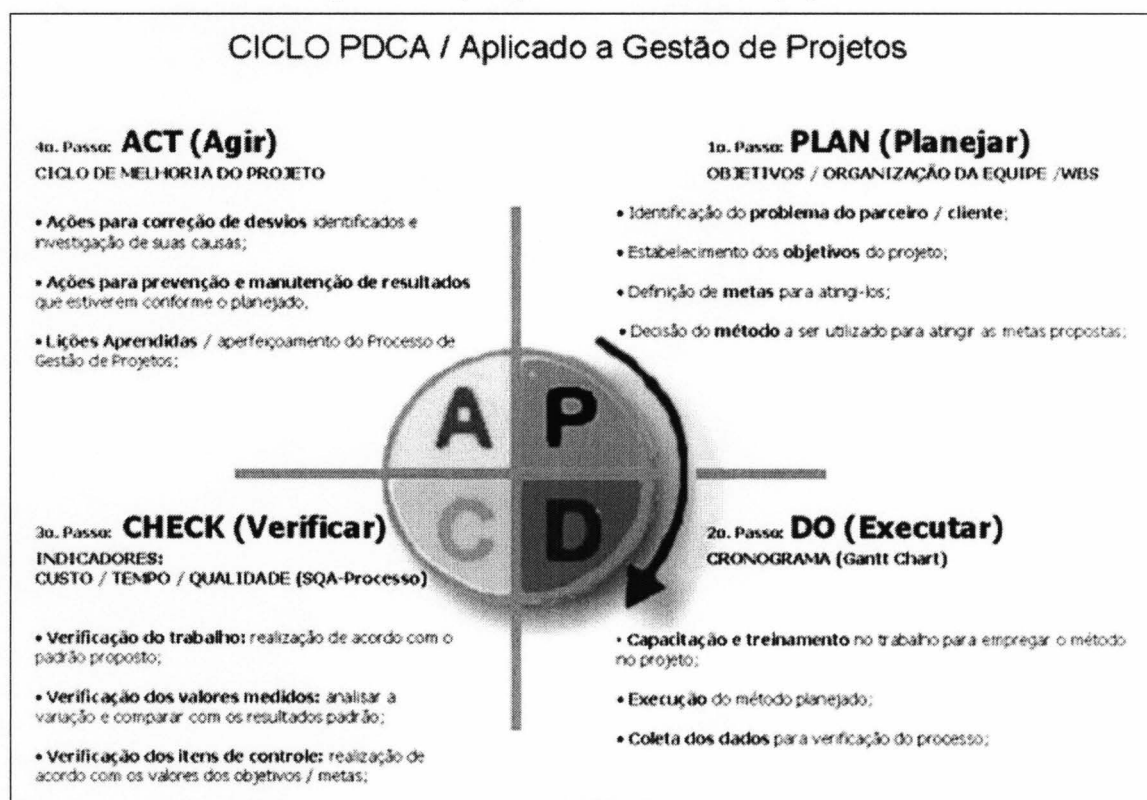 CICLO PDCA / Aplicado a Gestão de Projetos
4o. Passo: ACT (Agir)
CICLO DE MELHORIA DO PROJETO
• Ações para correção de desvios identificados e
investigação de suas causas;
• Ações para prevenção e manutenção de resultados
que estiverem conforme o planejado.
• Lições Aprendidas / aperfeiçoamento do Processo de
Gestão de Projetos;
1o. Passo: PLAN (Planejar)
OBJETIVOS / ORGANIZAÇÃO DA EQUIPE /WBS
• Identificação do problema do parceiro / cliente;
• Estabelecimento dos objetivos do projeto;
• Definição de metas para atingi-los;
• Decisão do método a ser utilizado para atingir as metas propostas;
A P
C D
3o. Passo: CHECK (Verificar)
INDICADORES:
CUSTO / TEMPO / QUALIDADE (SQA-Processo)
• Verificação do trabalho: realização de acordo com o
padrão proposto;
• Verificação dos valores medidos: analisar a
variação e comparar com os resultados padrão;
• Verificação dos itens de controle: realização de
acordo com os valores dos objetivos / metas;
2o. Passo: DO (Executar)
CRONOGRAMA (Gantt Chart)
• Capacitação e treinamento no trabalho para empregar o método
no projeto;
• Execução do método planejado;
• Coleta dos dados para verificação do processo;